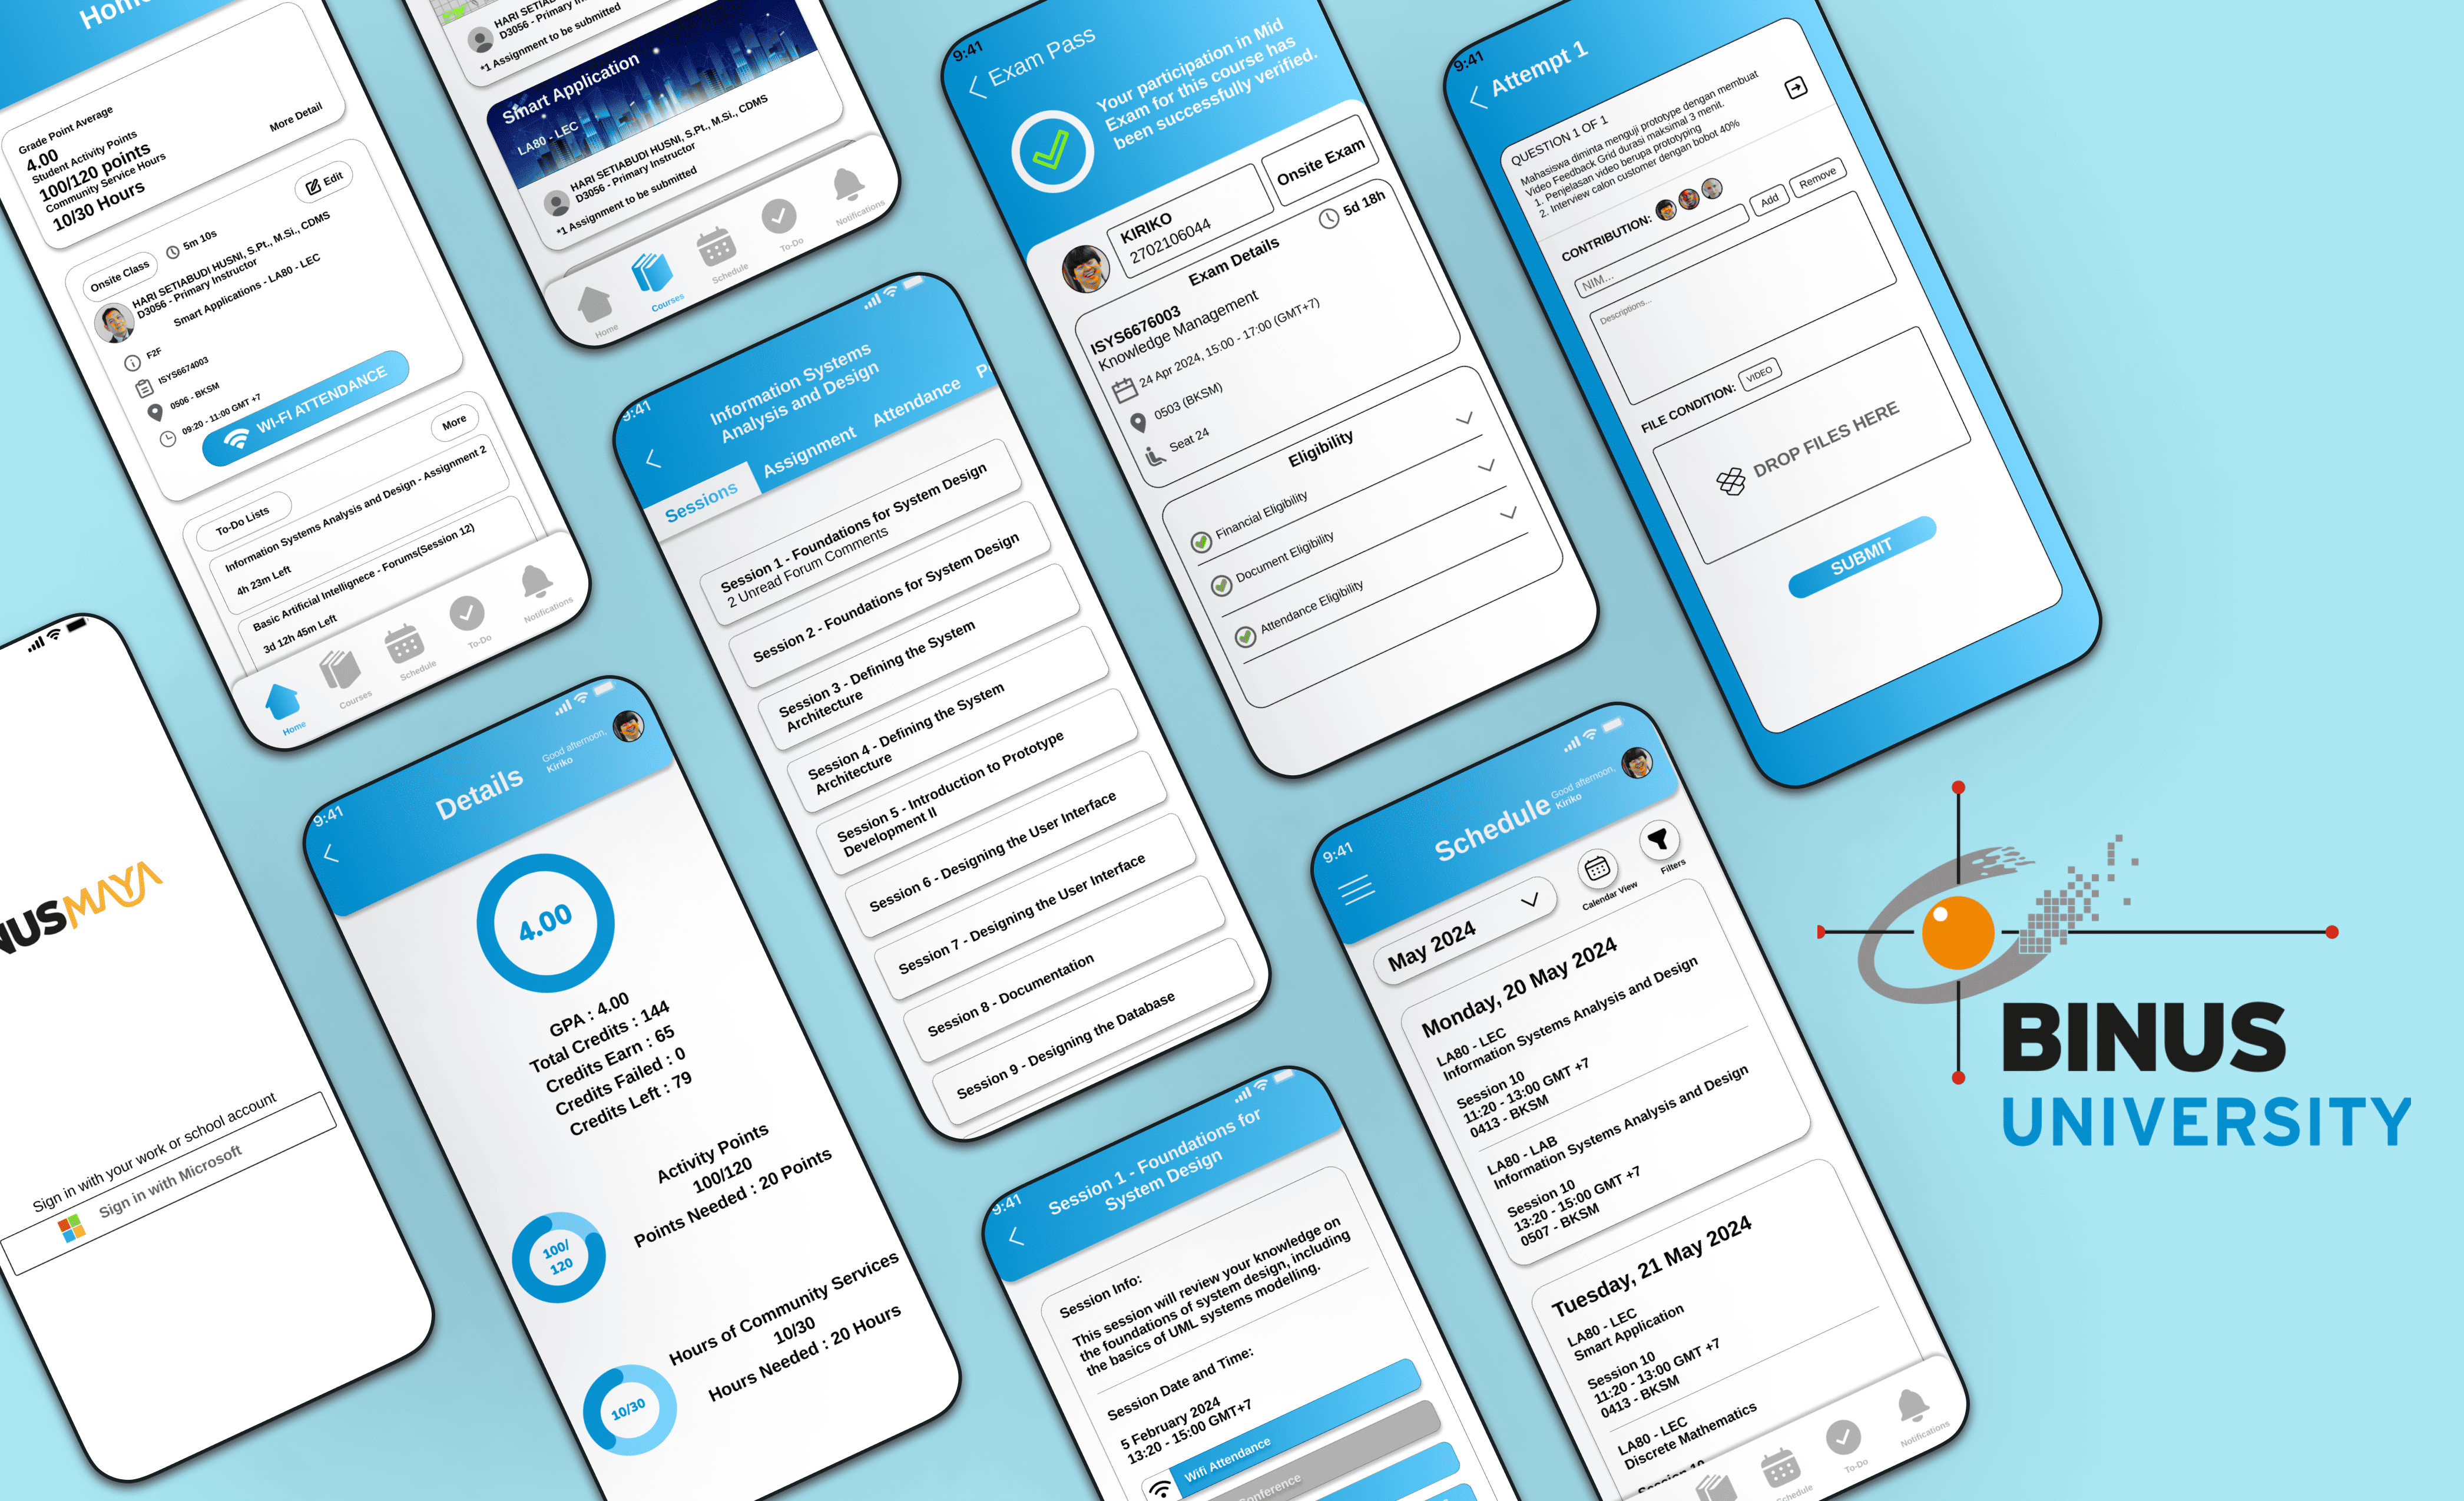 Grade Point Average
4.00
Student Activity Points
100/120 points
Community Service Hours
10/30 Hours
More Detail
Onsite Class
5m 10s
Edit
HARI SETIABUDI HUSNI, S.Pt., M.Si., CDMS
D3056 - Primary Instructor
Smart Applications - LA80 - LEC
F2F
ISYS6674003
0506 - BKSM
09:20 - 11:00 GMT +7
WI-FI ATTENDANCE
To-Do Lists
More
Information Systems Analysis and Design - Assignment 2
4h 23m Left
Basic Artificial Intellignece - Forums(Session 12)
3d 12h 45m Left
Home
Courses
Schedule
To-Do
Notifications
D3056 - Primary
*1 Assignment to be submitted
Smart Application
LA80 - LEC
HARI SETIABUDI HUSNI, S.Pt., M.Si., CDMS
D3056 - Primary Instructor
*1 Assignment to be submitted
Home
Courses
Schedule
To-Do
Notifications
9:41
Exam Pass
Your participation in Mid
Exam for this course has
been successfully verified.
KIRIKO
2702106044
Onsite Exam
Exam Details
5d 18h
ISYS6676003
Knowledge Management
24 Apr 2024, 15:00 - 17:00 (GMT+7)
0503 (BKSM)
Seat 24
Eligibility
Financial Eligibility
Document Eligibility
Attendance Eligibility
9:41
Attempt 1
QUESTION 1 OF 1
Mahasiswa diminta menguji prototype dengan membuat
Video Feedback Grid durasi maksimal 3 menit.
1. Penjelasan video berupa prototyping
2. Interview calon customer dengan bobot 40%
CONTRIBUTION:
NIM...
Add
Remove
Descriptions...
FILE CONDITION:
VIDEO
DROP FILES HERE
SUBMIT
Sign in with your work or school account
Sign in with Microsoft
9:41
Details
Good afternoon,
Kiriko
4.00
GPA : 4.00
Total Credits : 144
Credits Earn : 65
Credits Failed : 0
Credits Left : 79
100/
120
Activity Points
100/120
Points Needed : 20 Points
10/30
Hours of Community Services
10/30
Hours Needed : 20 Hours
9:41
Information Systems
Analysis and Design
Sessions
Assignment
Attendance
Session 1 - Foundations for System Design
2 Unread Forum Comments
Session 2 - Foundations for System Design
Session 3 - Defining the System
Architecture
Session 4 - Defining the System
Architecture
Session 5 - Introduction to Prototype
Development II
Session 6 - Designing the User Interface
Session 7 - Designing the User Interface
Session 8 - Documentation
Session 9 - Designing the Database
9:41
Session 1 - Foundations for
System Design
Session Info:
This session will review your knowledge on
the foundations of system design, including
the basics of UML systems modelling.
Session Date and Time:
5 February 2024
13:20 - 15:00 GMT+7
Wifi Attendance
9:41
Schedule
Good afternoon,
Kiriko
May 2024
Calendar View
Filters
Monday, 20 May 2024
LA80 - LEC
Information Systems Analysis and Design
Session 10
11:20 - 13:00 GMT +7
0413 - BKSM
LA80 - LAB
Information Systems Analysis and Design
Session 10
13:20 - 15:00 GMT +7
0507 - BKSM
Tuesday, 21 May 2024
LA80 - LEC
Smart Application
Session 10
11:20 - 13:00 GMT +7
0413 - BKSM
LA80 - LEC
Discrete Mathematics
Session 10
Schedule
To-Do
Notifications
BINUS
UNIVERSITY